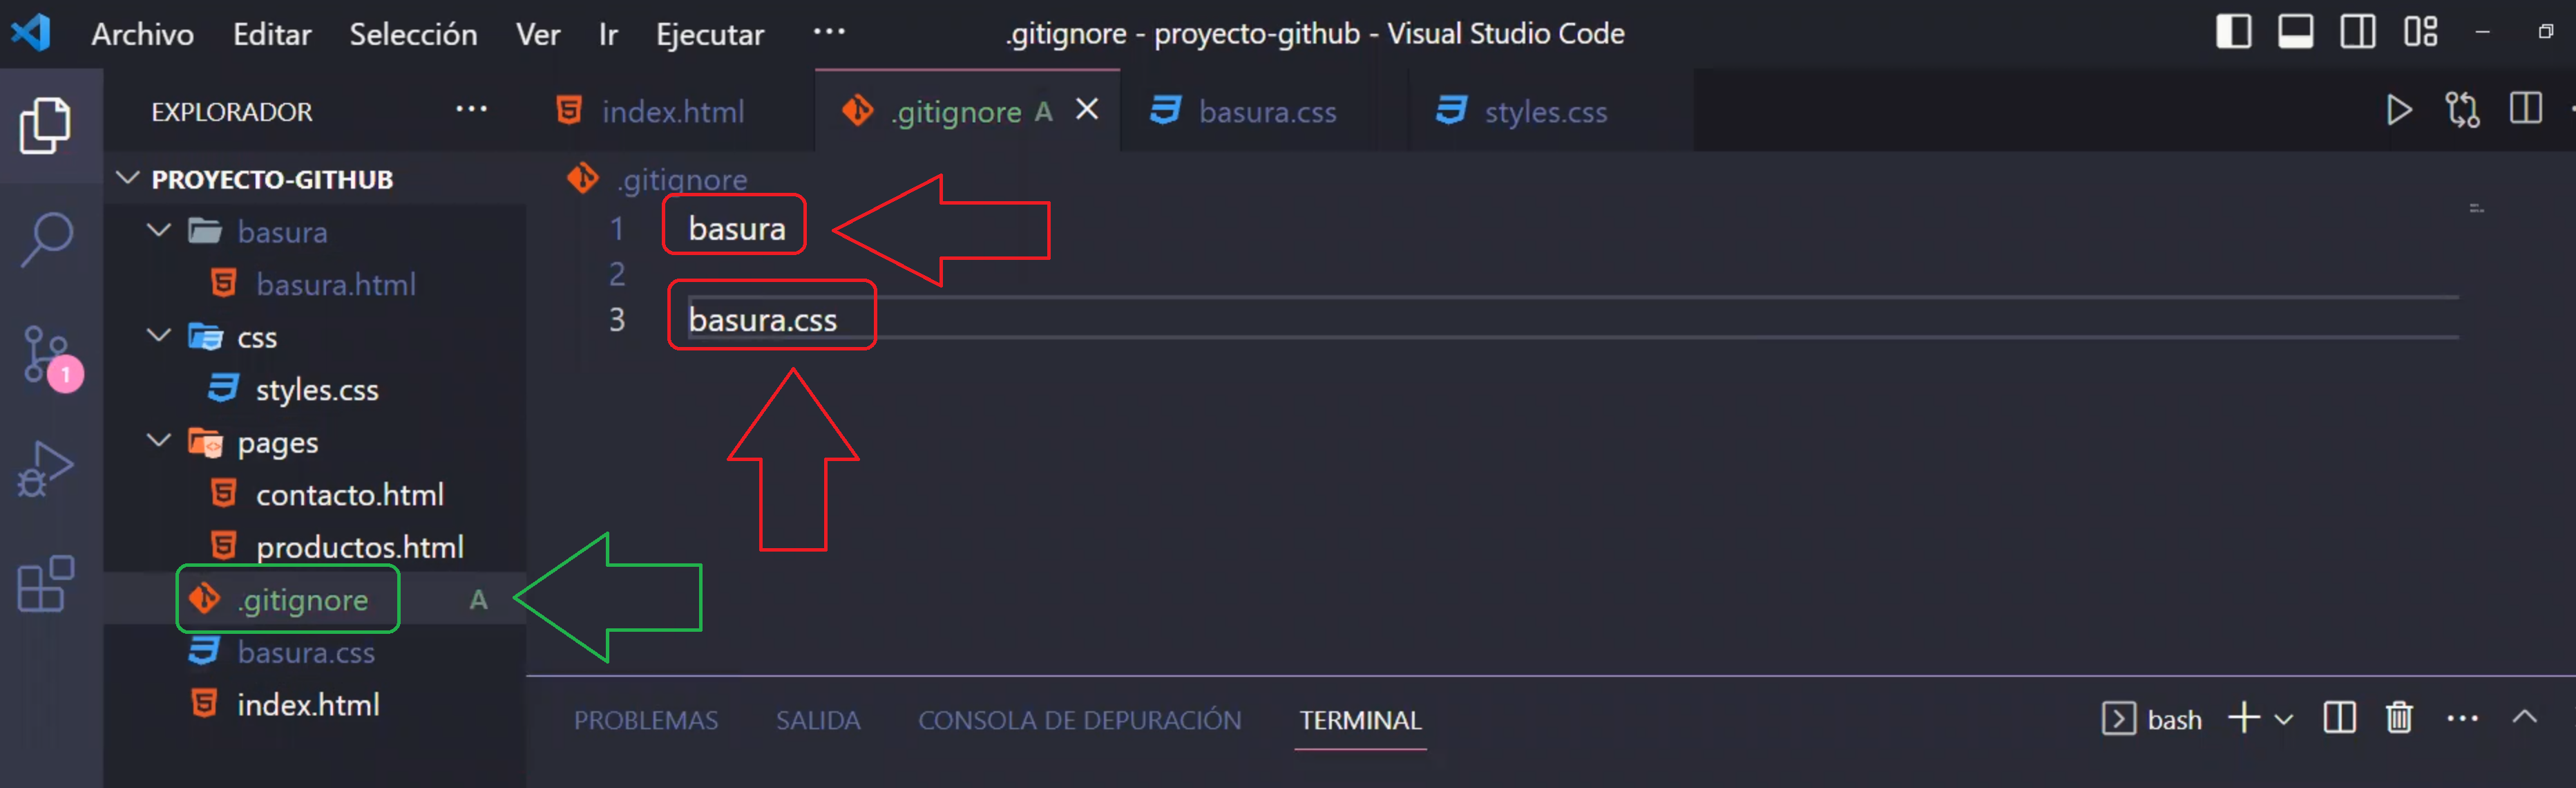 Archivo Editar Selección Ver Ir Ejecutar ··· .gitignore - proyecto-github - Visual Studio Code
EXPLORADOR ···
index.html
.gitignore A
basura.css
styles.css
PROYECTO-GITHUB
basura
basura.html
css
styles.css
pages
contacto.html
productos.html
.gitignore A
basura.css
index.html
1
.gitignore
1 basura
2
3 basura.css
PROBLEMAS SALIDA CONSOLA DE DEPURACIÓN TERMINAL
bash